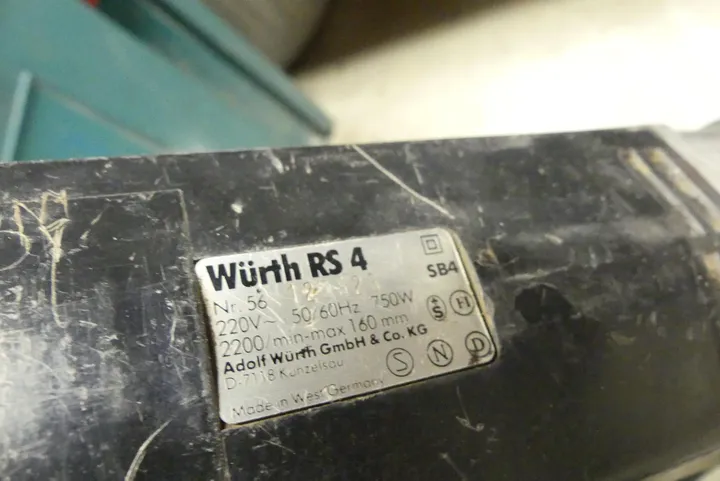 Würth RS 4
SB4
Nr. 56
220V~ 50/60Hz 750W
2200/min-max 160 mm
Adolf Würth GmbH & Co. KG
D-7118 Künzelsau
S N D
Made in West Germany